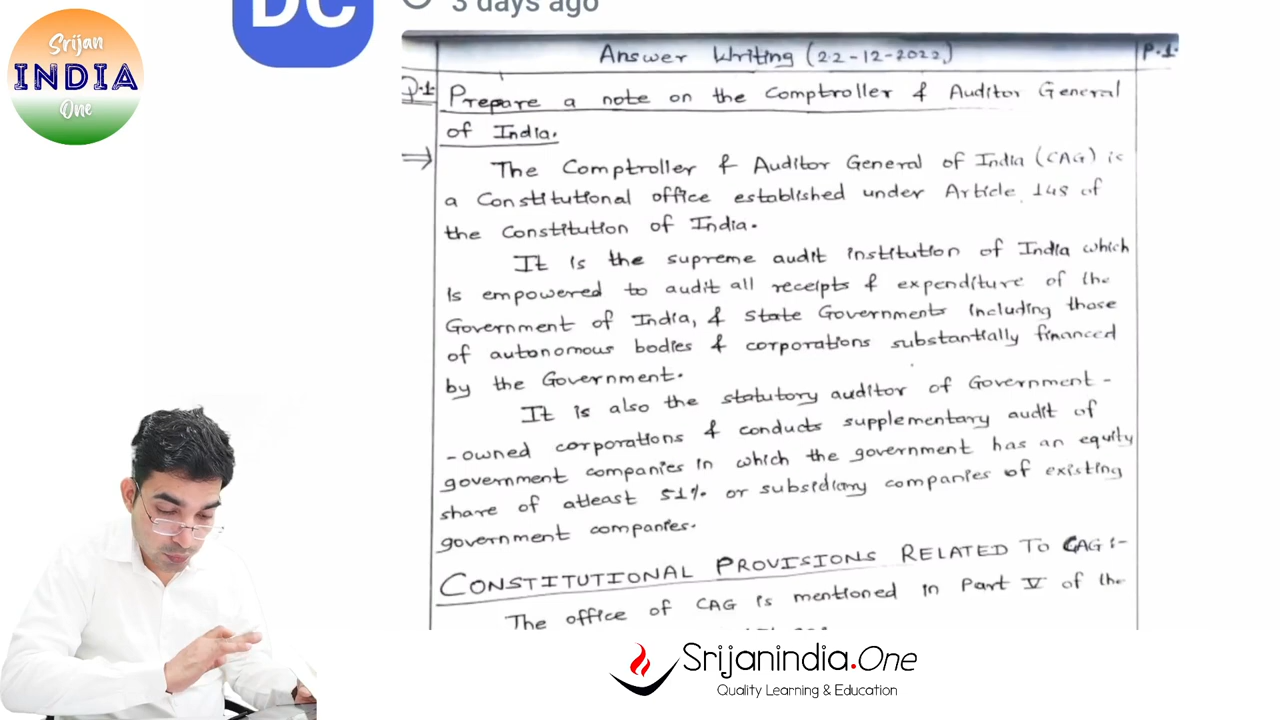 Srijan
INDIA
One
DC
3 days ago
Answer Writing (22-12-2022)
P.1.
Q.1 Prepare a note on the Comptroller & Auditor General
of India.
⇒ The Comptroller & Auditor General of India (CAG) is
a Constitutional office established under Article 148 of
the Constitution of India.
It is the supreme audit institution of India which
is empowered to audit all receipts & expenditure of the
Government of India, & State Governments including those
of autonomous bodies & corporations substantially financed
by the Government.
It is also the statutory auditor of Government-
-owned corporations & conducts supplementary audit of
government companies in which the government has an equity
share of atleast 51% or subsidiary companies of existing
government companies.
CONSTITUTIONAL PROVISIONS RELATED TO CAG:-
The office of CAG is mentioned in Part V of the
Srijanindia.One
Quality Learning & Education